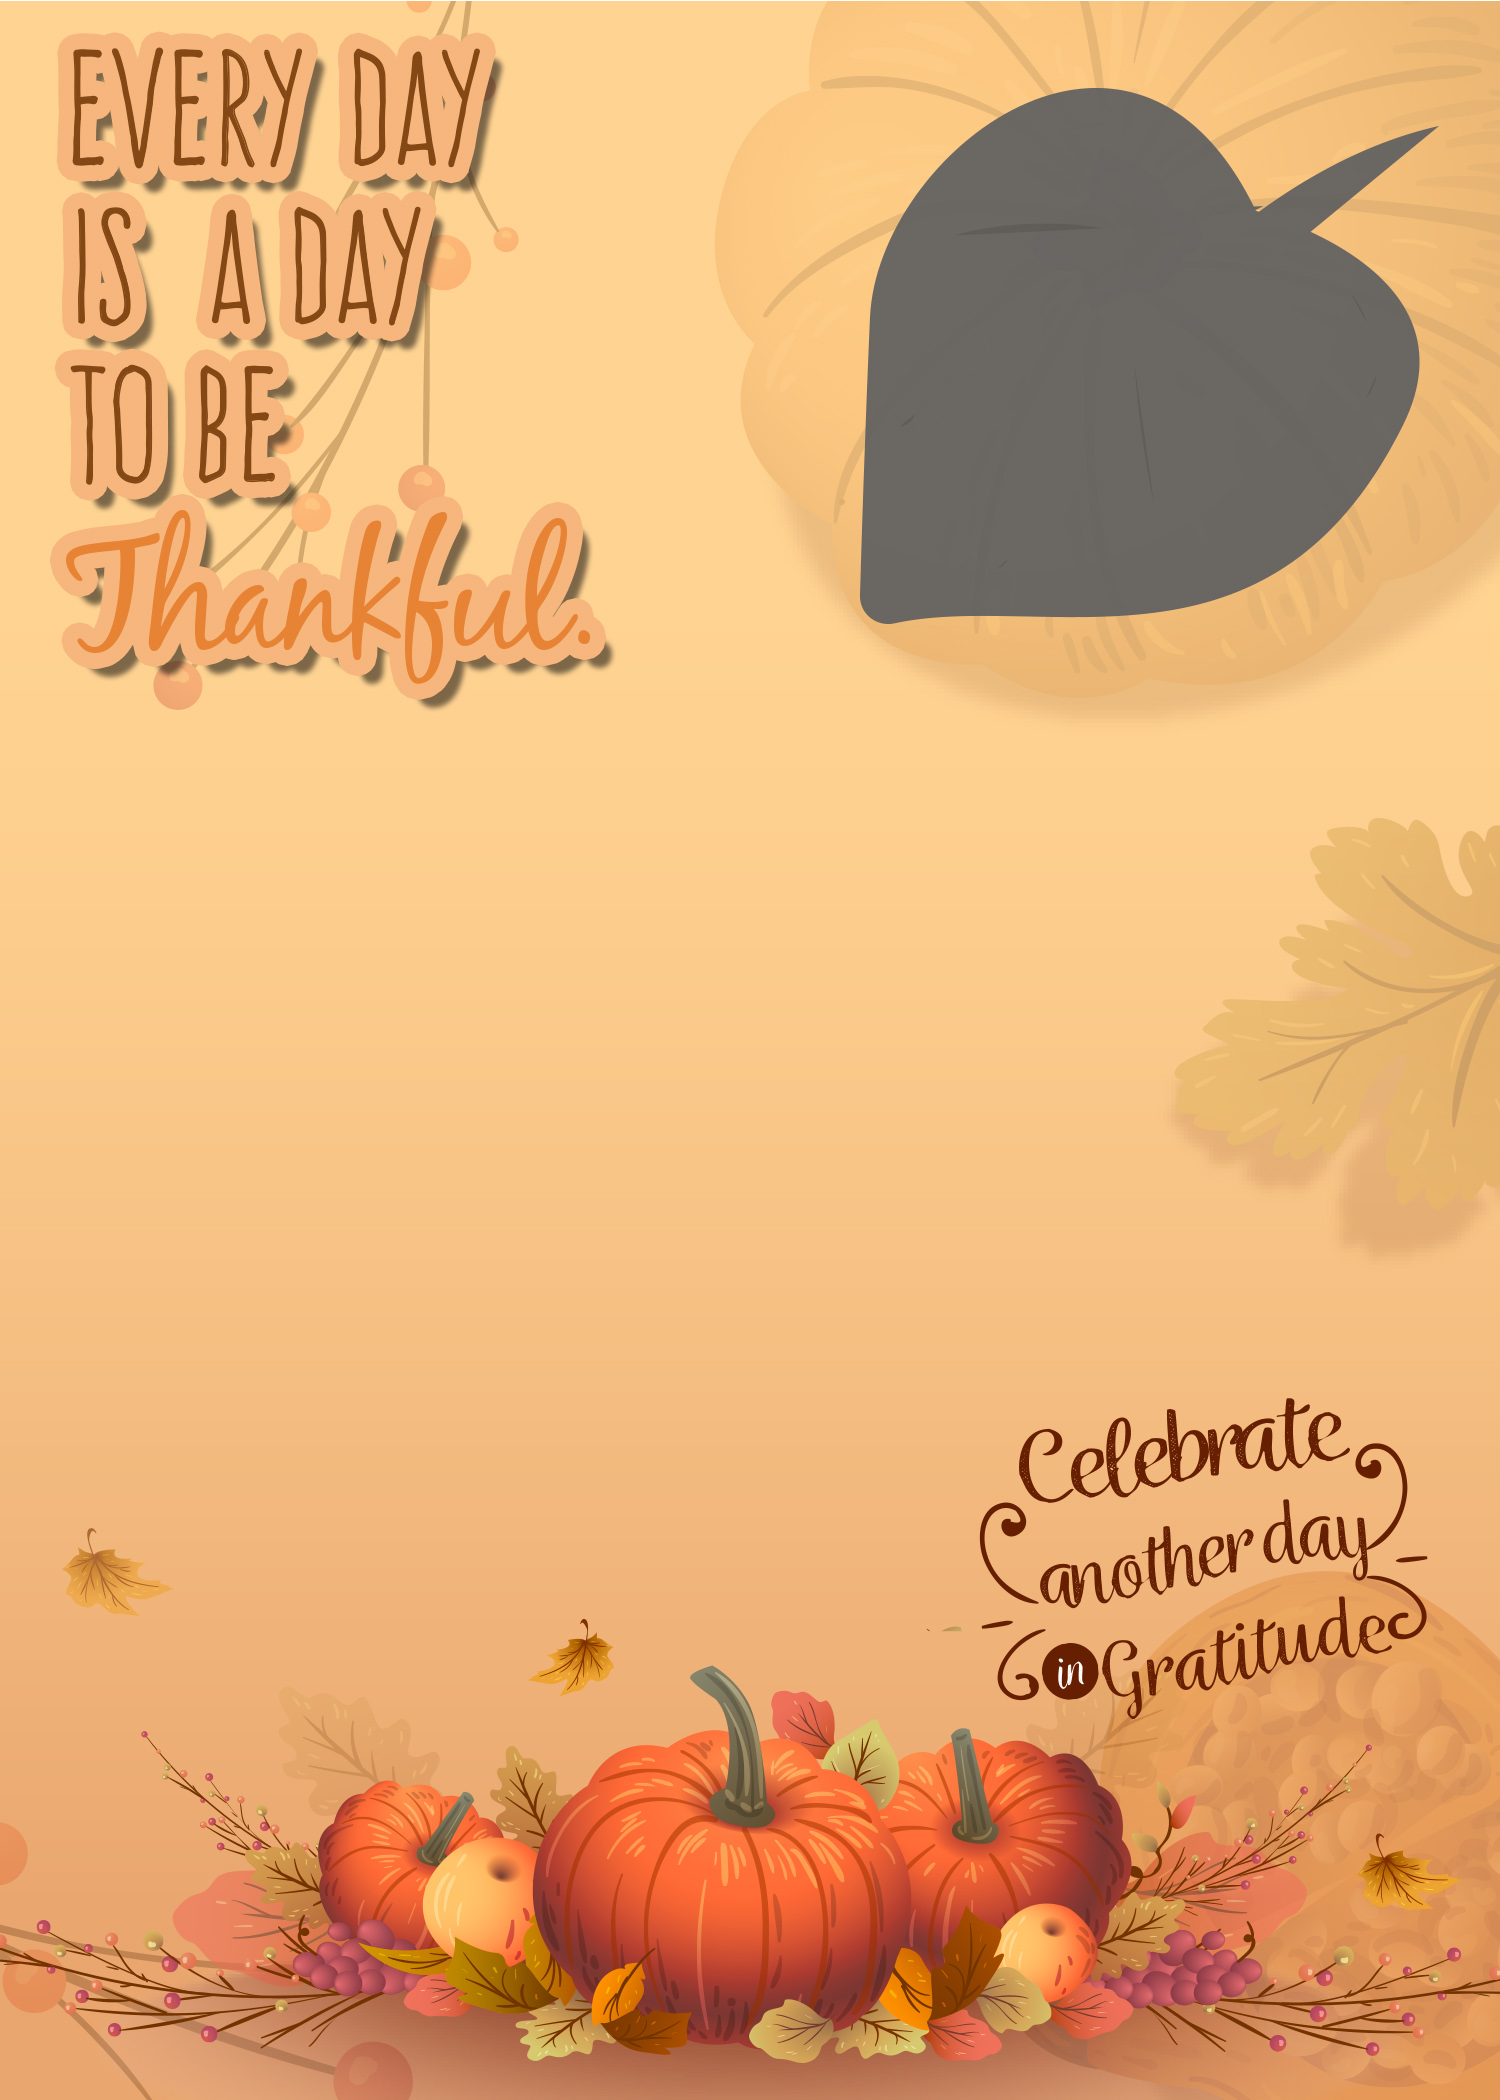 EVERY DAY
IS A DAY
TO BE
Thankful.
Celebrate
another day
in Gratitude